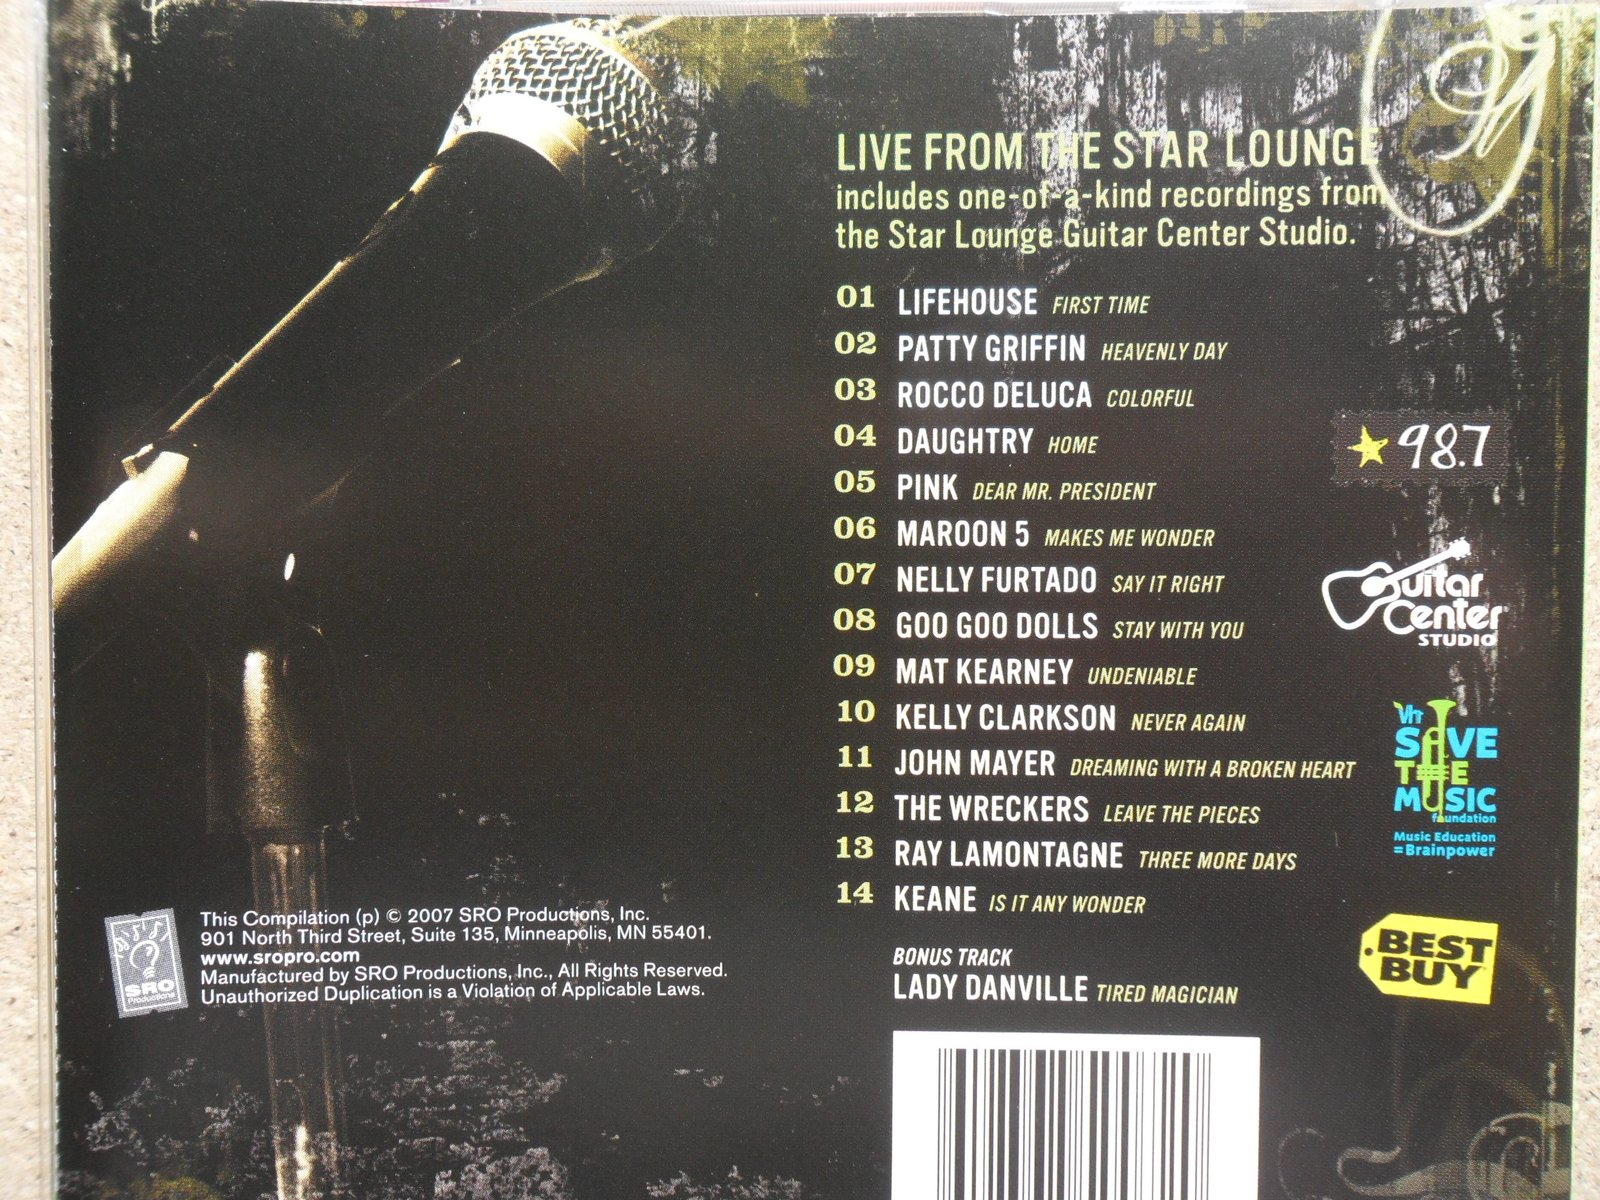 LIVE FROM THE STAR LOUNGE
includes one-of-a-kind recordings from
the Star Lounge Guitar Center Studio.
01 LIFEHOUSE FIRST TIME
02 PATTY GRIFFIN HEAVENLY DAY
03 ROCCO DELUCA COLORFUL
04 DAUGHTRY HOME
05 PINK DEAR MR. PRESIDENT
06 MAROON 5 MAKES ME WONDER
07 NELLY FURTADO SAY IT RIGHT
08 GOO GOO DOLLS STAY WITH YOU
09 MAT KEARNEY UNDENIABLE
10 KELLY CLARKSON NEVER AGAIN
11 JOHN MAYER DREAMING WITH A BROKEN HEART
12 THE WRECKERS LEAVE THE PIECES
13 RAY LAMONTAGNE THREE MORE DAYS
14 KEANE IS IT ANY WONDER
BONUS TRACK
LADY DANVILLE TIRED MAGICIAN
98.7
Guitar
Center
STUDIO
Vh1
SAVE
THE
MUSIC
foundation
Music Education
=Brainpower
BEST
BUY
SRO
Productions
This Compilation (p) © 2007 SRO Productions, Inc.
901 North Third Street, Suite 135, Minneapolis, MN 55401.
www.sropro.com
Manufactured by SRO Productions, Inc., All Rights Reserved.
Unauthorized Duplication is a Violation of Applicable Laws.